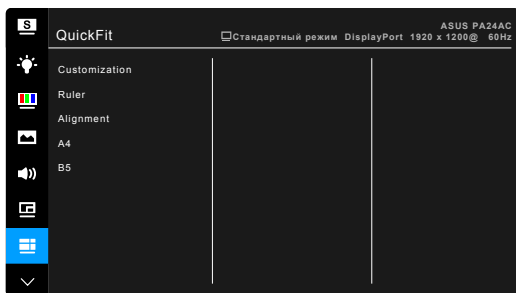 S
ASUS PA24AC
QuickFit
Стандартный режим DisplayPort 1920 x 1200@ 60Hz
Customization
Ruler
Alignment
A4
B5